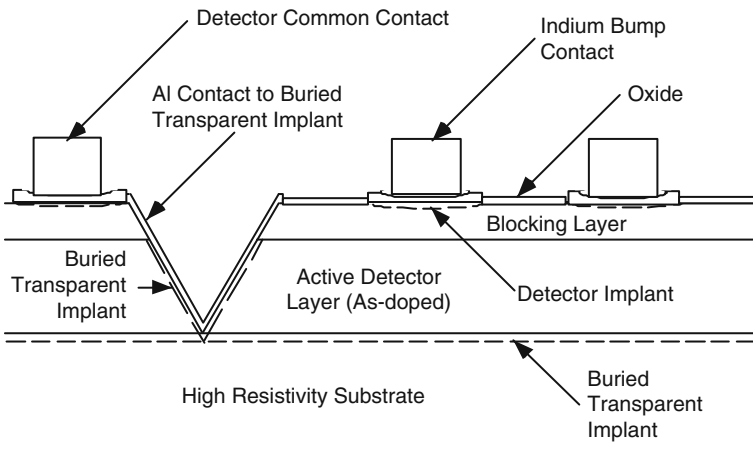 Detector Common Contact
Indium Bump
Contact
Al Contact to Buried
Transparent Implant
Oxide
Blocking Layer
Buried
Transparent
Implant
Active Detector
Layer (As-doped)
Detector Implant
High Resistivity Substrate
Buried
Transparent
Implant